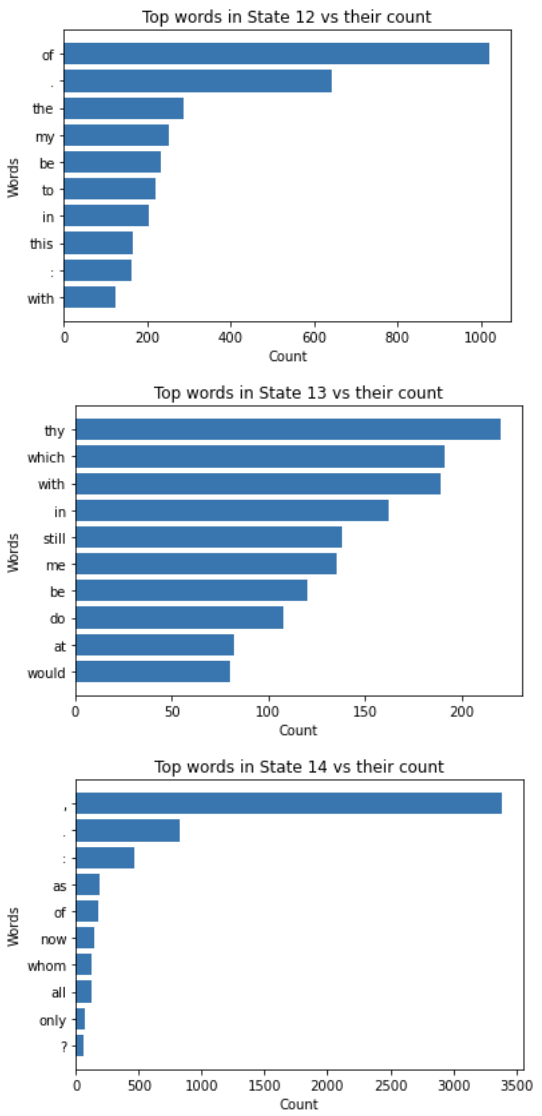 Top words in State 12 vs their count
of
.
the
my
be
to
in
this
:
with
Words
0 200 400 600 800 1000
Count
Top words in State 13 vs their count
thy
which
with
in
still
me
be
do
at
would
Words
0 50 100 150 200
Count
Top words in State 14 vs their count
,
.
:
as
of
now
whom
all
only
?
Words
0 500 1000 1500 2000 2500 3000 3500
Count